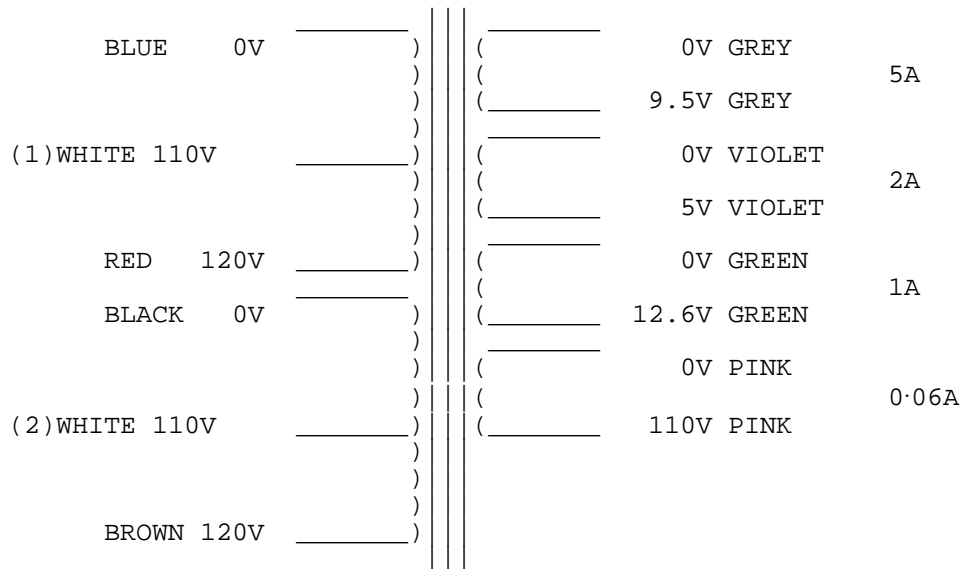 BLUE 0V 0V GREY
5A
9.5V GREY
(1)WHITE 110V 0V VIOLET
2A
5V VIOLET
RED 120V 0V GREEN
1A
BLACK 0V 12.6V GREEN
0V PINK
0·06A
(2)WHITE 110V 110V PINK
BROWN 120V